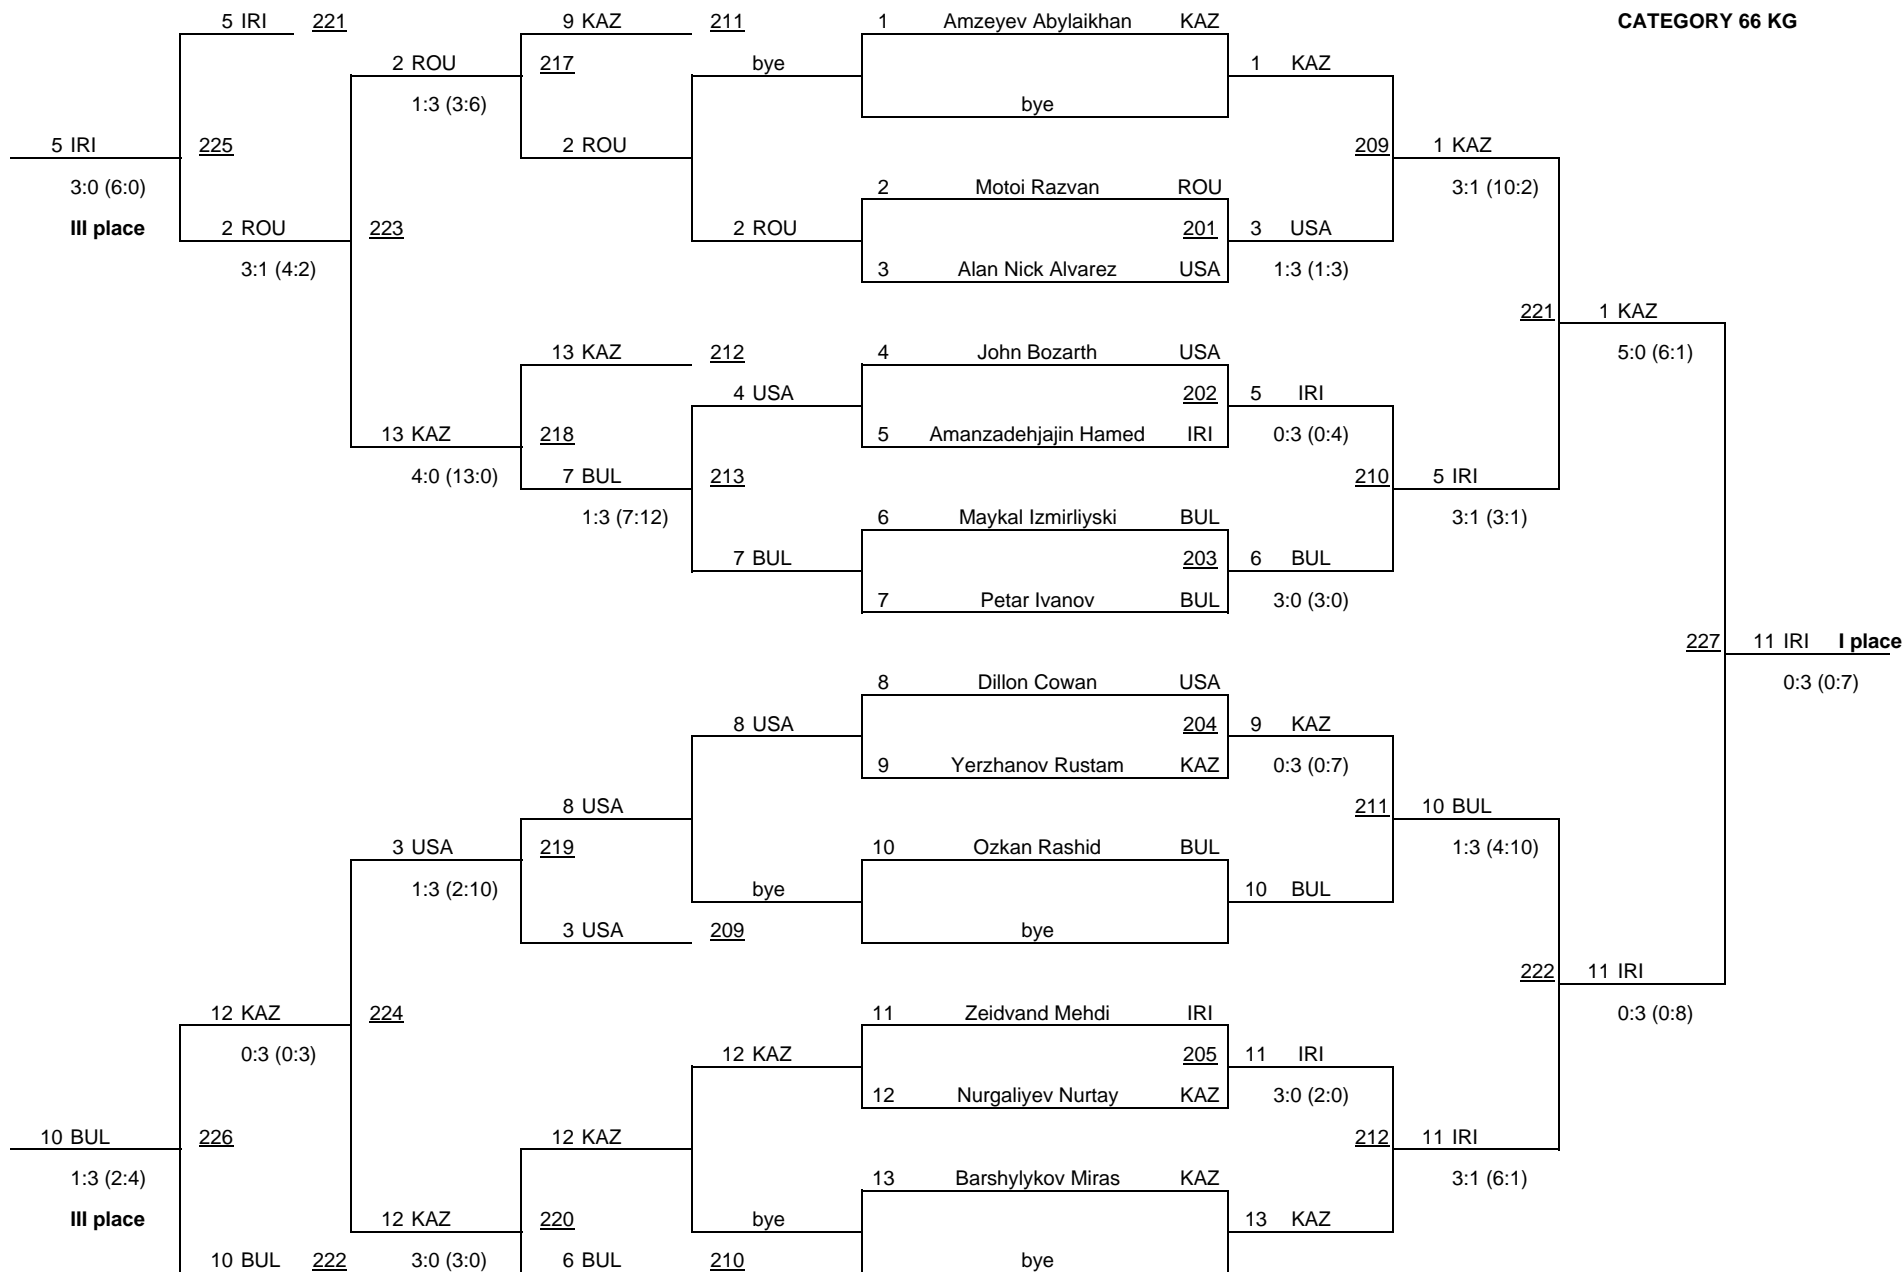 5 IRI 221 9 KAZ 211 1 Amzeyev Abylaikhan KAZ CATEGORY 66 KG
2 ROU 217 bye 1 KAZ
1:3 (3:6) bye
5 IRI 225 2 ROU 209 1 KAZ
3:0 (6:0) 2 Motoi Razvan ROU 3:1 (10:2)
III place 2 ROU 223 2 ROU 201 3 USA
3:1 (4:2) 3 Alan Nick Alvarez USA 1:3 (1:3)
221 1 KAZ
13 KAZ 212 4 John Bozarth USA 5:0 (6:1)
4 USA 202 5 IRI
13 KAZ 218 5 Amanzadehjajin Hamed IRI 0:3 (0:4)
4:0 (13:0) 7 BUL 213 210 5 IRI
1:3 (7:12) 6 Maykal Izmirliyski BUL 3:1 (3:1)
7 BUL 203 6 BUL
7 Petar Ivanov BUL 3:0 (3:0)
227 11 IRI I place
8 Dillon Cowan USA 0:3 (0:7)
8 USA 204 9 KAZ
9 Yerzhanov Rustam KAZ 0:3 (0:7)
8 USA 211 10 BUL
3 USA 219 10 Ozkan Rashid BUL 1:3 (4:10)
1:3 (2:10) bye 10 BUL
3 USA 209 bye
222 11 IRI
12 KAZ 224 11 Zeidvand Mehdi IRI 0:3 (0:8)
0:3 (0:3) 12 KAZ 205 11 IRI
12 Nurgaliyev Nurtay KAZ 3:0 (2:0)
10 BUL 226 12 KAZ 212 11 IRI
1:3 (2:4) 13 Barshylykov Miras KAZ 3:1 (6:1)
III place 12 KAZ 220 bye 13 KAZ
10 BUL 222 3:0 (3:0) 6 BUL 210 bye